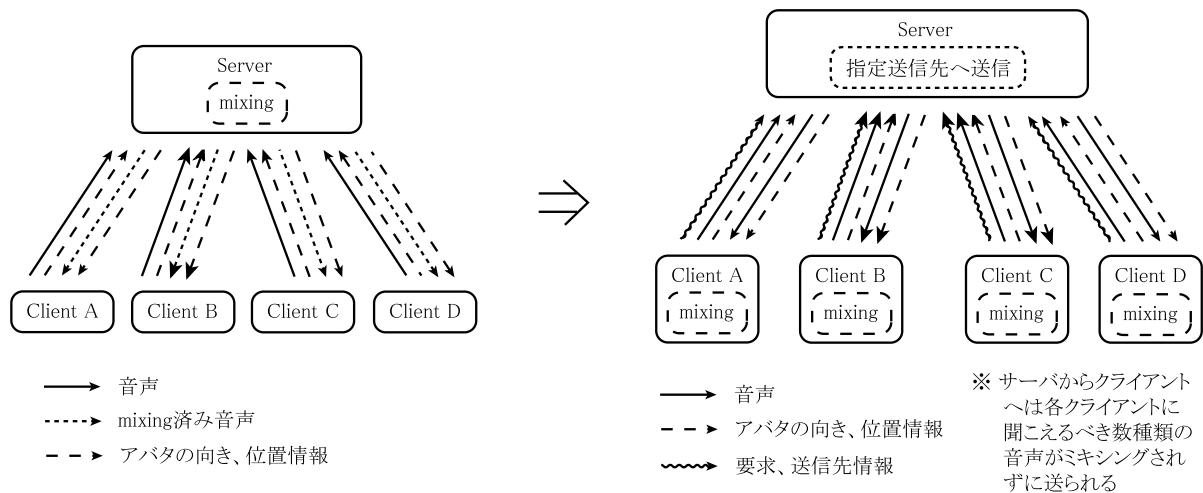 Server
mixing
Client A
Client B
Client C
Client D
音声
mixing済み音声
アバタの向き、位置情報
Server
指定送信先へ送信
Client A
mixing
Client B
mixing
Client C
mixing
Client D
mixing
音声
アバタの向き、位置情報
要求、送信先情報
※ サーバからクライアント
へは各クライアントに
聞こえるべき数種類の
音声がミキシングされ
ずに送られる